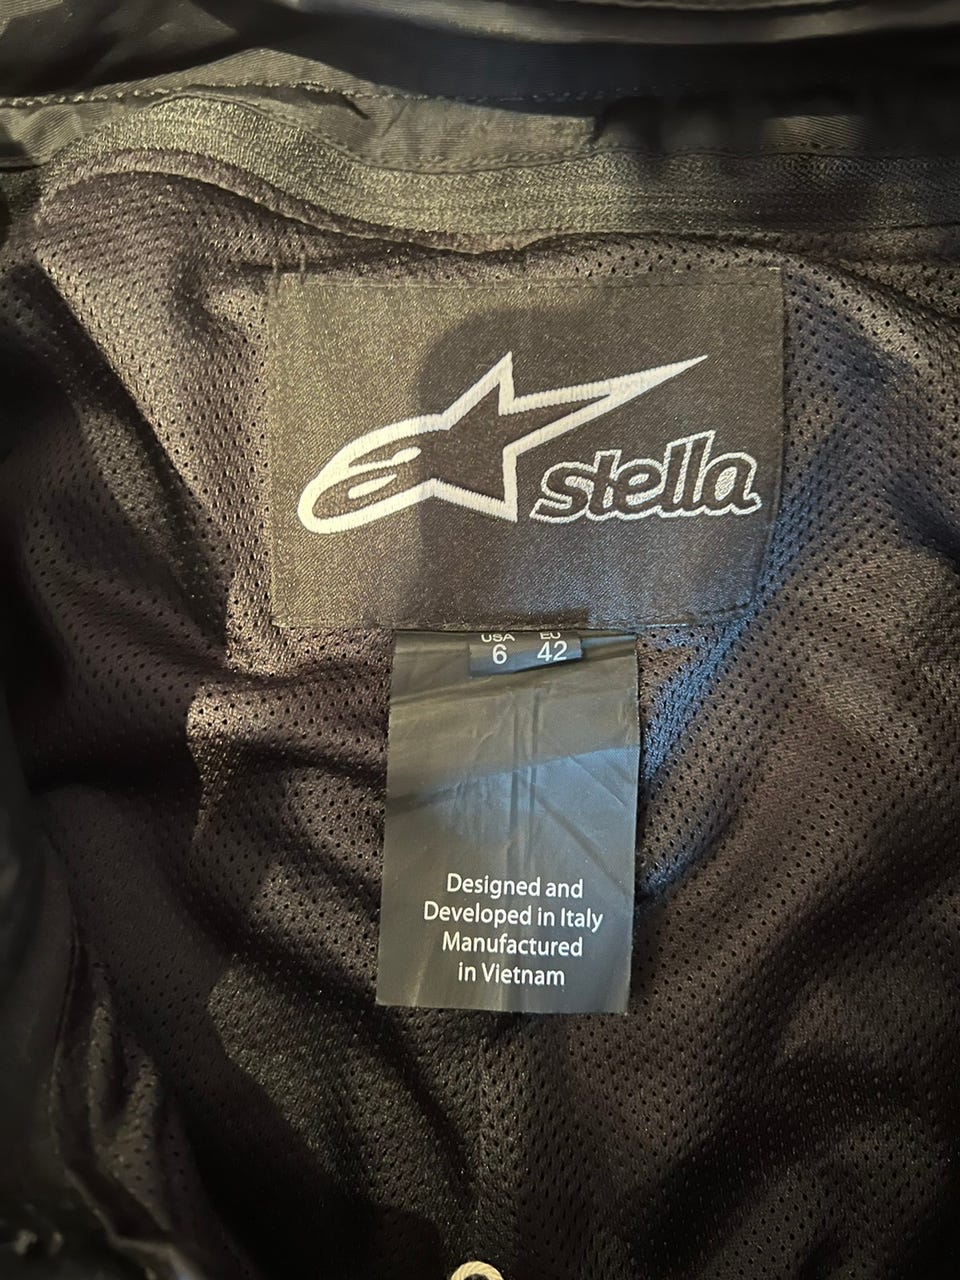 stella
USA EU
6 42
Designed and
Developed in Italy
Manufactured
in Vietnam